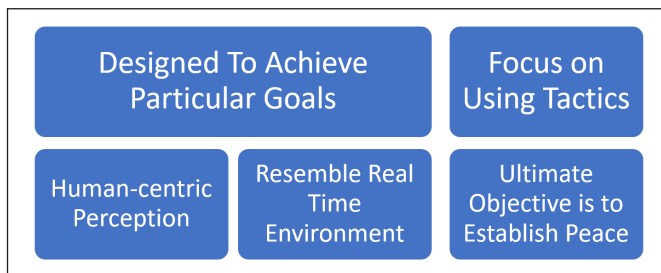 Designed To Achieve
Particular Goals
Focus on
Using Tactics
Human-centric
Perception
Resemble Real
Time
Environment
Ultimate
Objective is to
Establish Peace